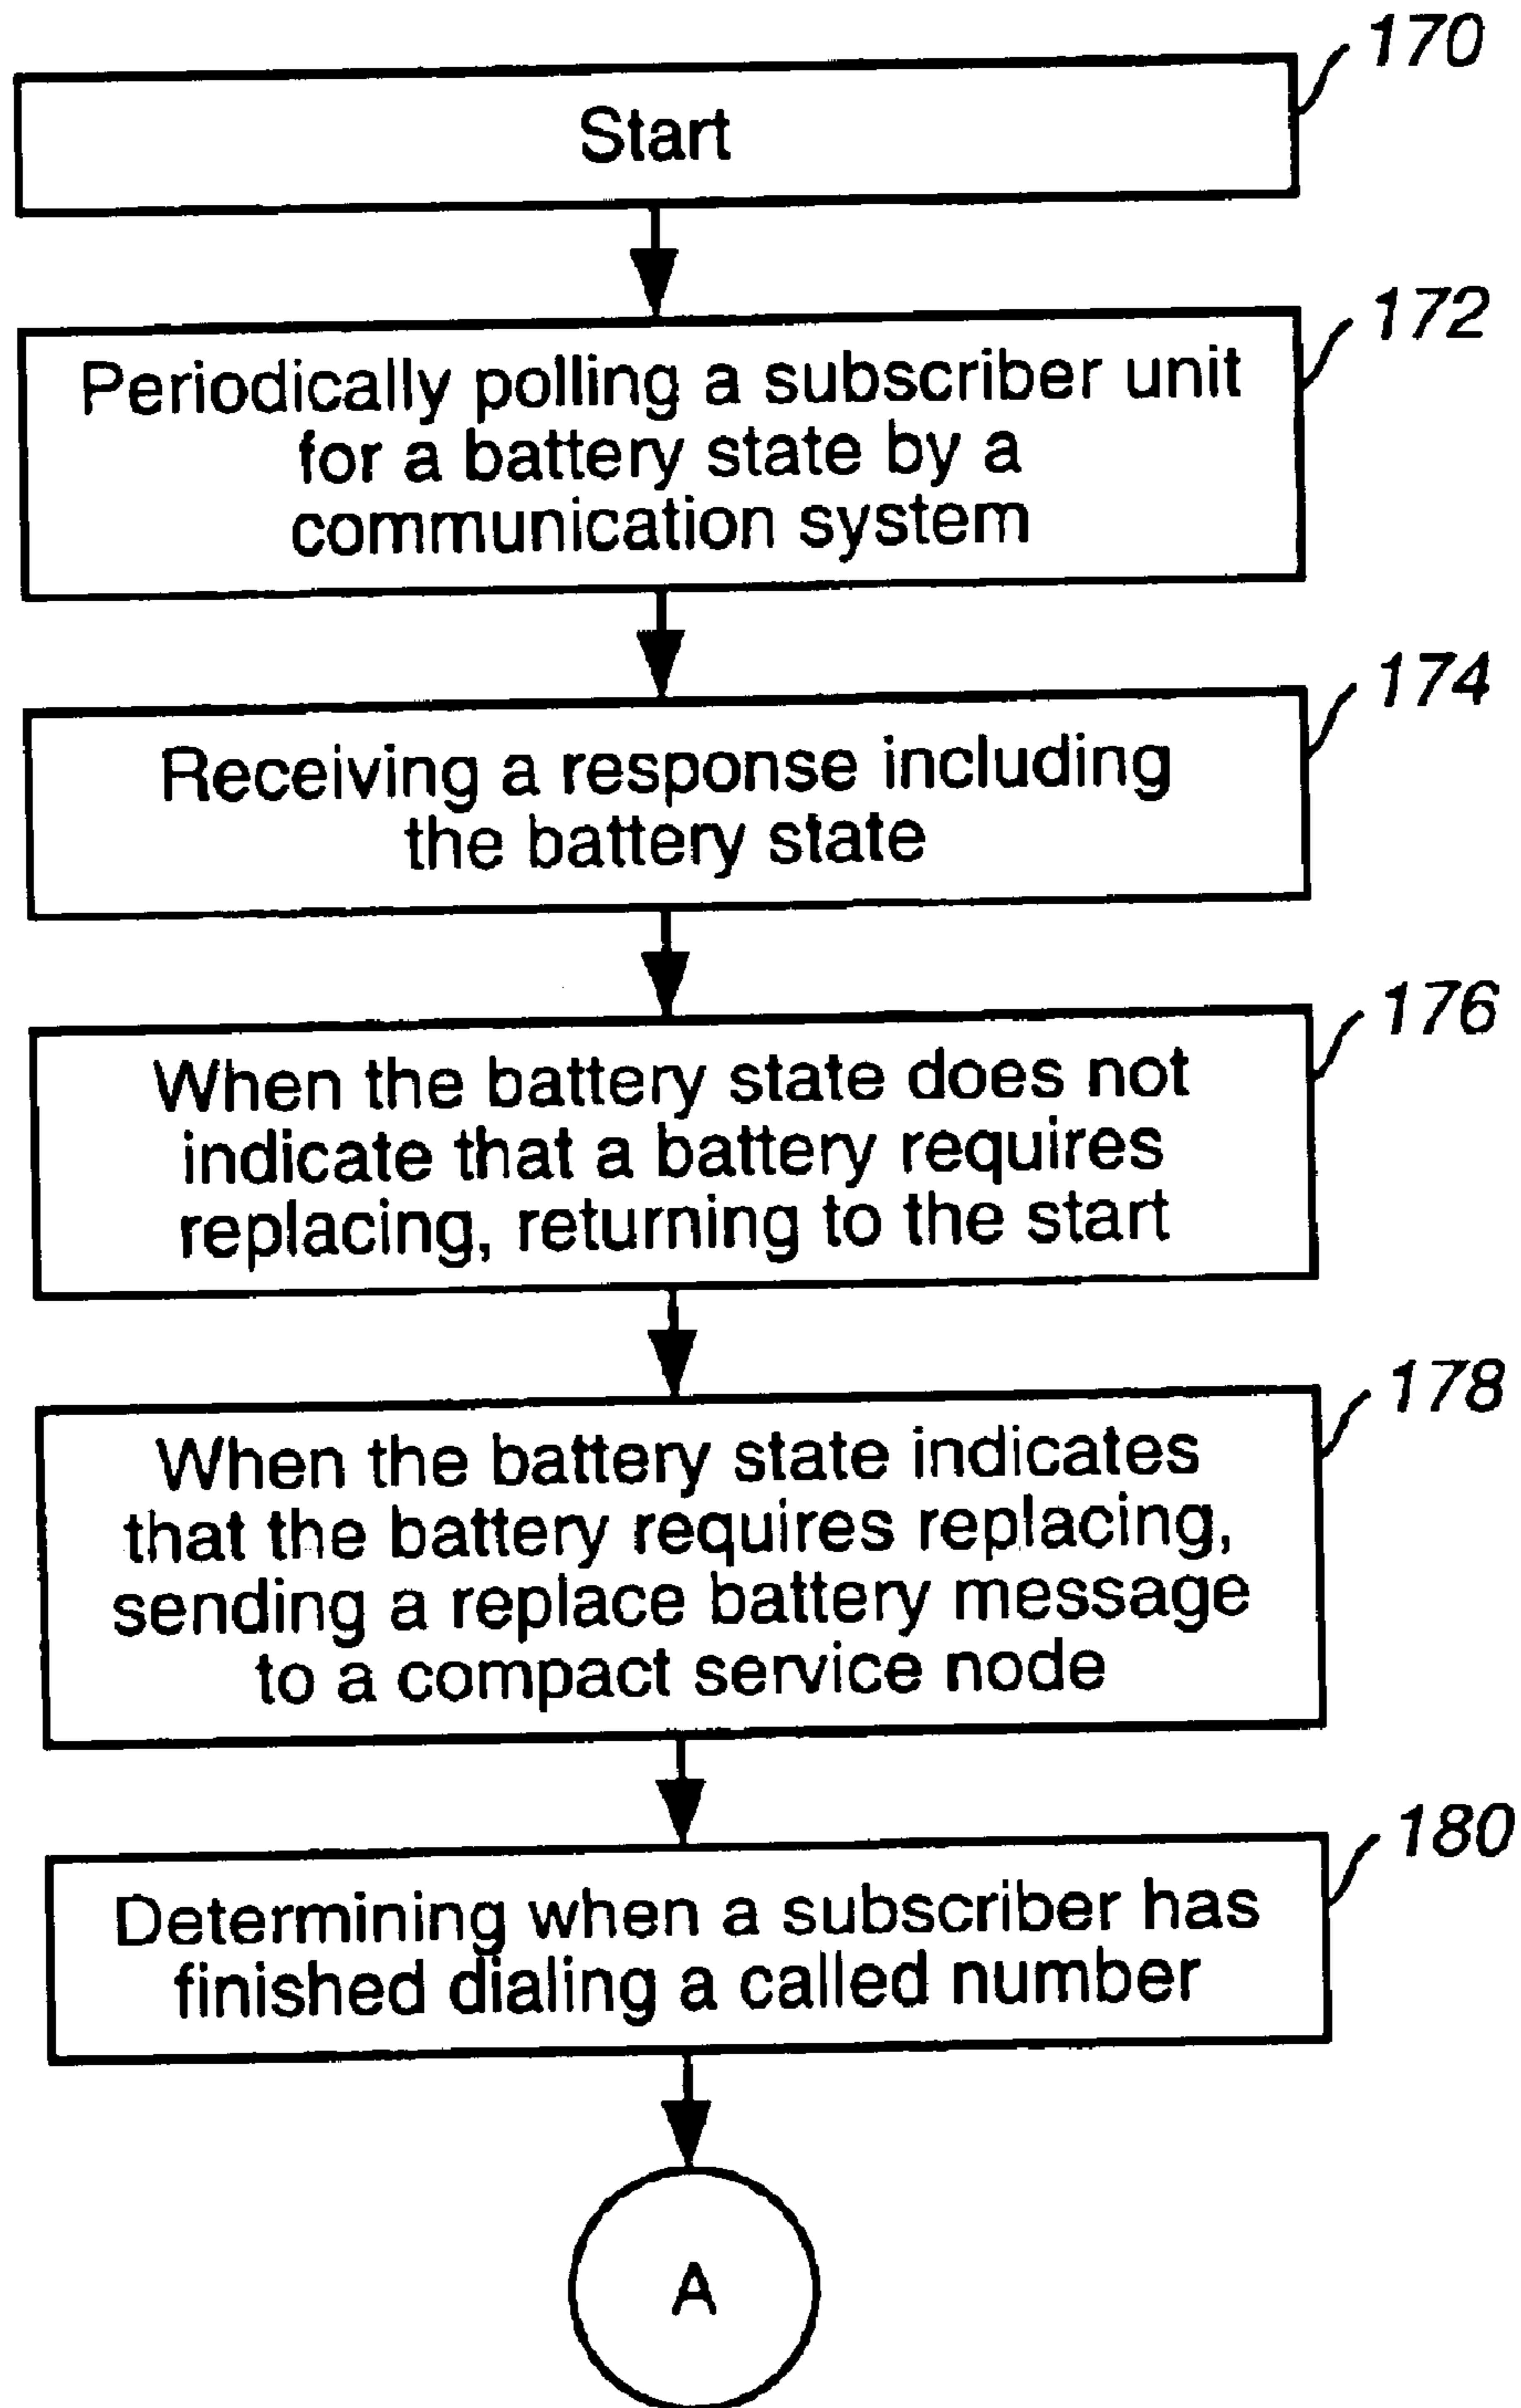 170
Start
172
Periodically polling a subscriber unit
for a battery state by a
communication system
174
Receiving a response including
the battery state
176
When the battery state does not
indicate that a battery requires
replacing, returning to the start
178
When the battery state indicates
that the battery requires replacing,
sending a replace battery message
to a compact service node
180
Determining when a subscriber has
finished dialing a called number
A